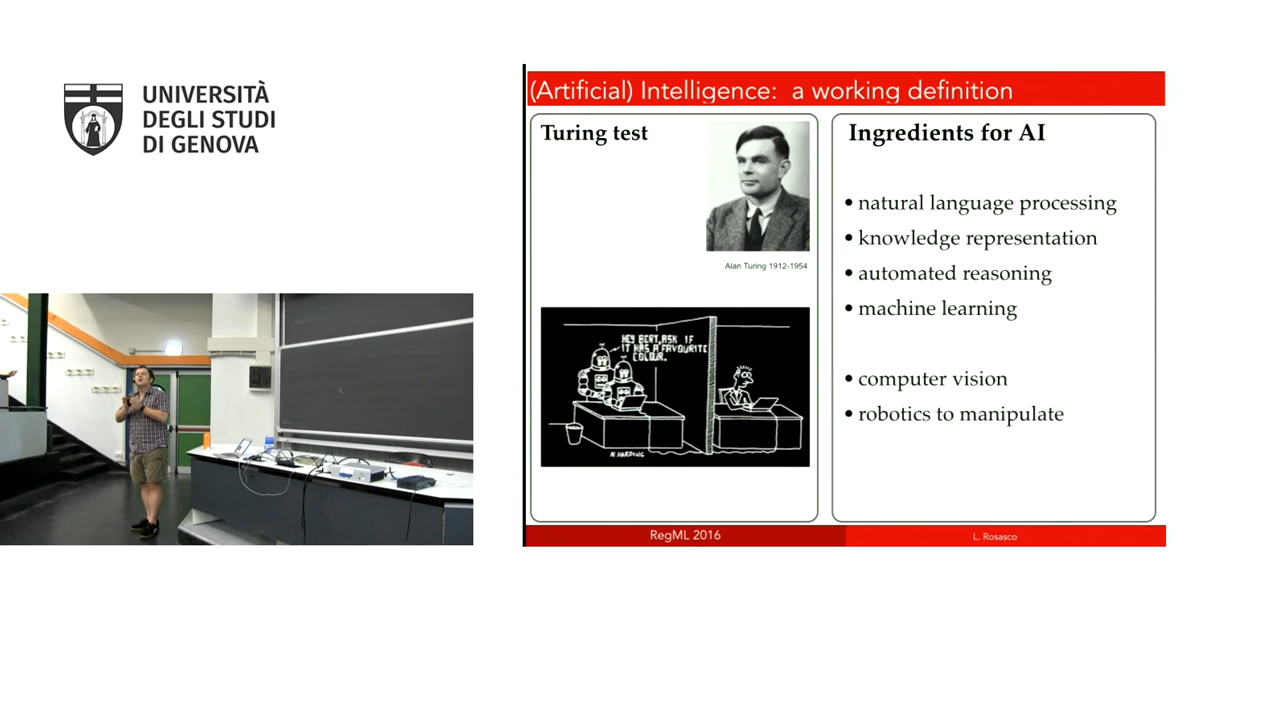 UNIVERSITÀ
DEGLI STUDI
DI GENOVA
(Artificial) Intelligence: a working definition
Turing test
Alan Turing 1912-1954
HEY BERT, ASK IF
IT HAS A FAVOURITE
COLOUR.
N. HARDING
Ingredients for AI
• natural language processing
• knowledge representation
• automated reasoning
• machine learning
• computer vision
• robotics to manipulate
RegML 2016
L. Rosasco